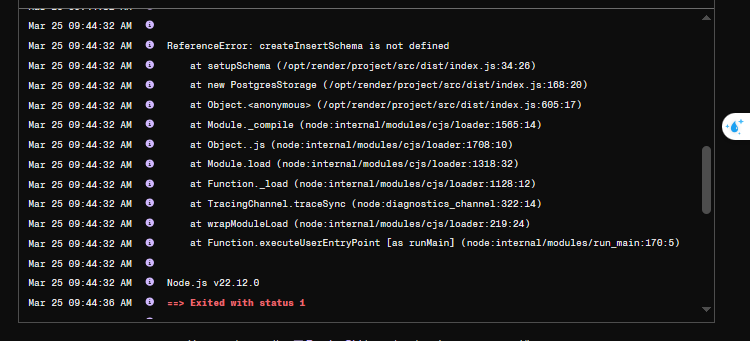 Mar 25 09:44:32 AM
Mar 25 09:44:32 AM ReferenceError: createInsertSchema is not defined
Mar 25 09:44:32 AM at setupSchema (/opt/render/project/src/dist/index.js:34:26)
Mar 25 09:44:32 AM at new PostgresStorage (/opt/render/project/src/dist/index.js:168:20)
Mar 25 09:44:32 AM at Object.<anonymous> (/opt/render/project/src/dist/index.js:605:17)
Mar 25 09:44:32 AM at Module._compile (node:internal/modules/cjs/loader:1565:14)
Mar 25 09:44:32 AM at Object..js (node:internal/modules/cjs/loader:1708:10)
Mar 25 09:44:32 AM at Module.load (node:internal/modules/cjs/loader:1318:32)
Mar 25 09:44:32 AM at Function._load (node:internal/modules/cjs/loader:1128:12)
Mar 25 09:44:32 AM at TracingChannel.traceSync (node:diagnostics_channel:322:14)
Mar 25 09:44:32 AM at wrapModuleLoad (node:internal/modules/cjs/loader:219:24)
Mar 25 09:44:32 AM at Function.executeUserEntryPoint [as runMain] (node:internal/modules/run_main:170:5)
Mar 25 09:44:32 AM
Mar 25 09:44:32 AM Node.js v22.12.0
Mar 25 09:44:36 AM ==> Exited with status 1